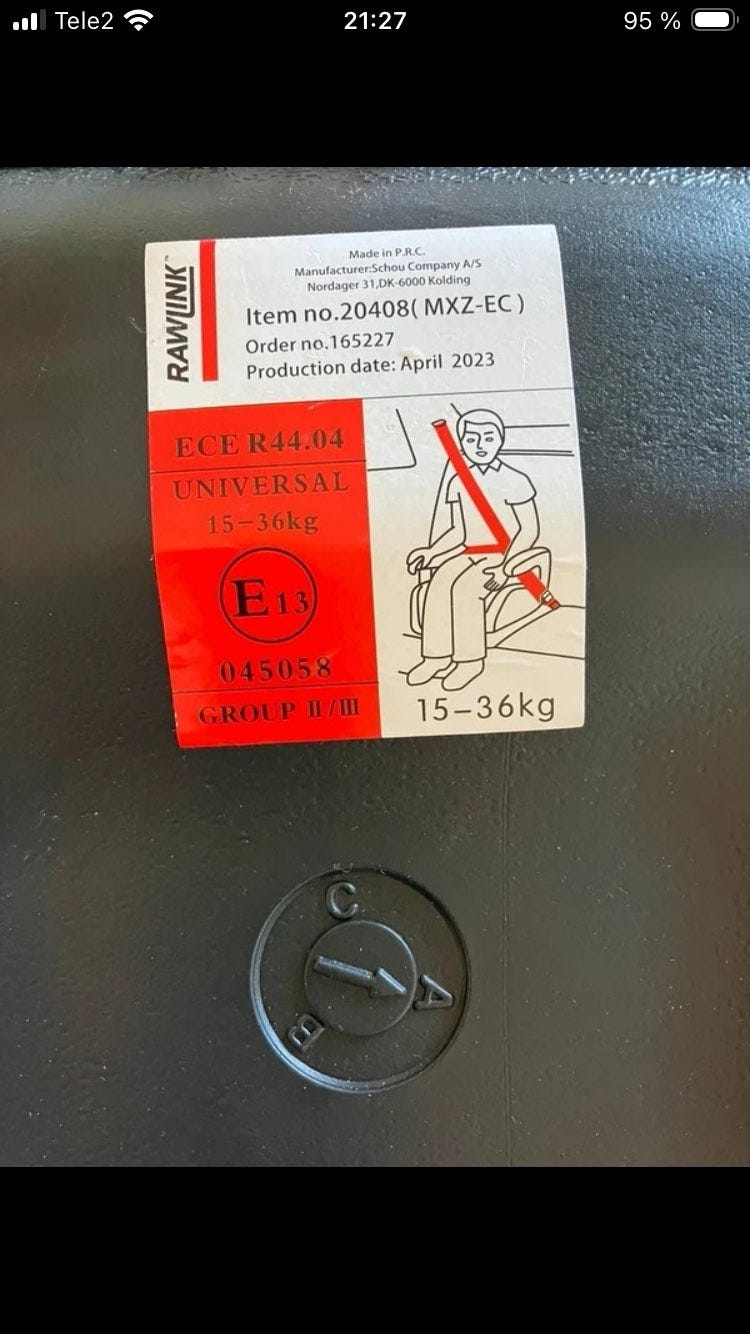 Tele2
21:27
95 %
RAWLINK™
Made in P.R.C.
Manufacturer:Schou Company A/S
Nordager 31,DK-6000 Kolding
Item no.20408( MXZ-EC )
Order no.165227
Production date: April 2023
ECE R44.04
UNIVERSAL
15-36kg
E13
045058
GROUP II/III
15-36kg
C
A
B